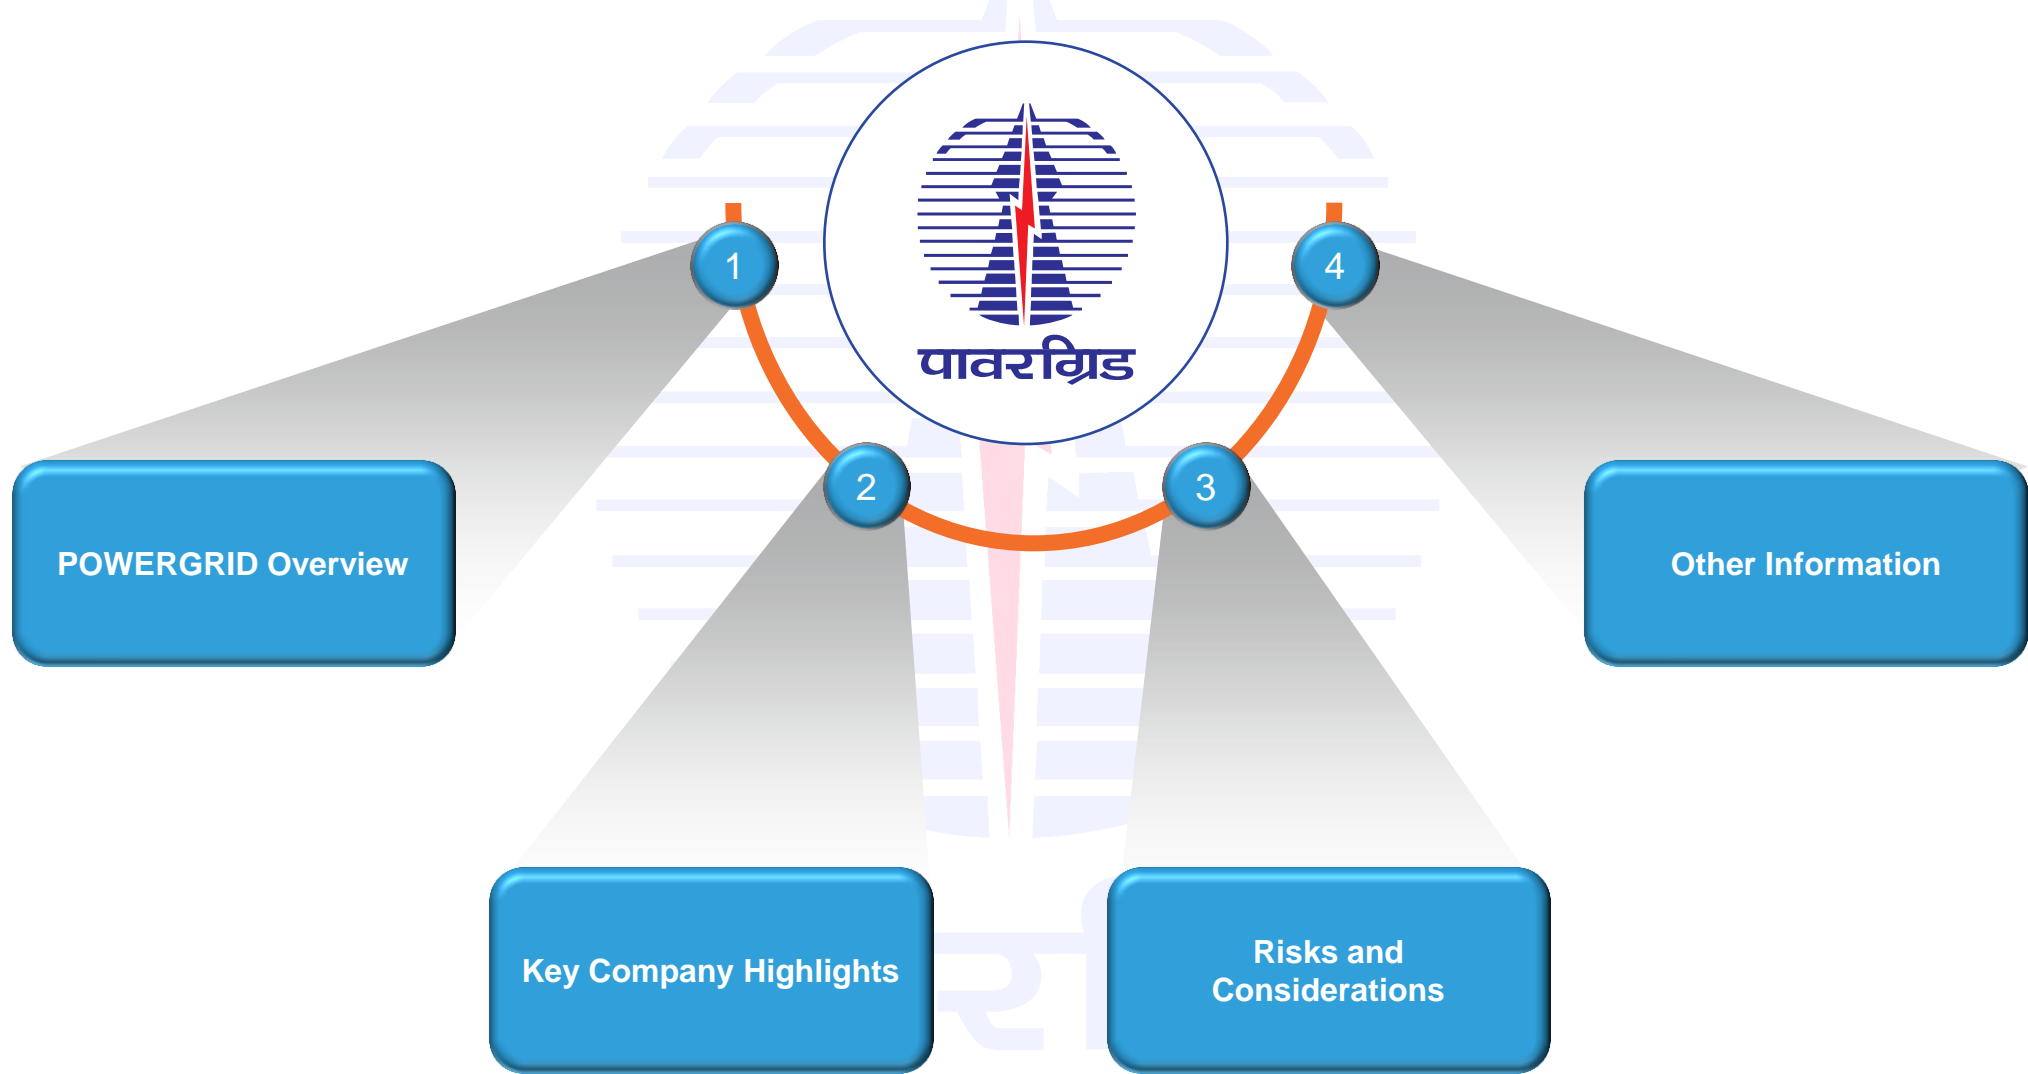 पावरग्रिड
1
POWERGRID Overview
2
Key Company Highlights
3
Risks and
Considerations
4
Other Information